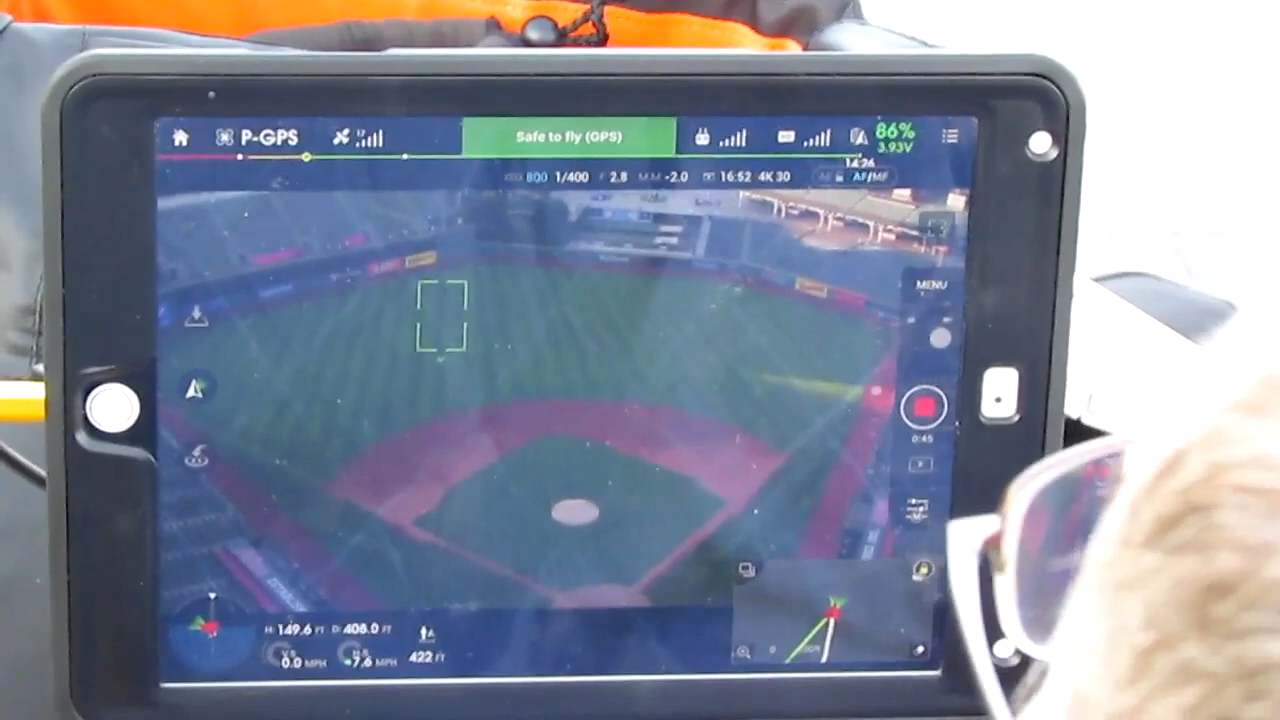 P-GPS
Safe to fly (GPS)
86%
3.93V
14:26
800 1/400 F 2.8 M.M -2.0 16:52 4K 30
AE AF/MF
MENU
0:45
H: 149.6 FT D: 406.0 FT
0.0 MPH 7.6 MPH
422 FT